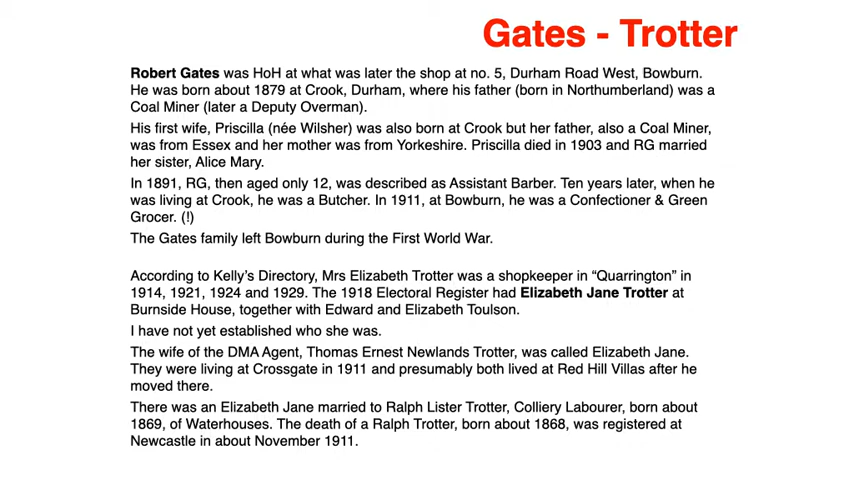 Gates - Trotter
Robert Gates was HoH at what was later the shop at no. 5, Durham Road West, Bowburn.
He was born about 1879 at Crook, Durham, where his father (born in Northumberland) was a
Coal Miner (later a Deputy Overman).
His first wife, Priscilla (née Wilsher) was also born at Crook but her father, also a Coal Miner,
was from Essex and her mother was from Yorkeshire. Priscilla died in 1903 and RG married
her sister, Alice Mary.
In 1891, RG, then aged only 12, was described as Assistant Barber. Ten years later, when he
was living at Crook, he was a Butcher. In 1911, at Bowburn, he was a Confectioner & Green
Grocer. (!)
The Gates family left Bowburn during the First World War.
According to Kelly's Directory, Mrs Elizabeth Trotter was a shopkeeper in “Quarrington” in
1914, 1921, 1924 and 1929. The 1918 Electoral Register had Elizabeth Jane Trotter at
Burnside House, together with Edward and Elizabeth Toulson.
I have not yet established who she was.
The wife of the DMA Agent, Thomas Ernest Newlands Trotter, was called Elizabeth Jane.
They were living at Crossgate in 1911 and presumably both lived at Red Hill Villas after he
moved there.
There was an Elizabeth Jane married to Ralph Lister Trotter, Colliery Labourer, born about
1869, of Waterhouses. The death of a Ralph Trotter, born about 1868, was registered at
Newcastle in about November 1911.